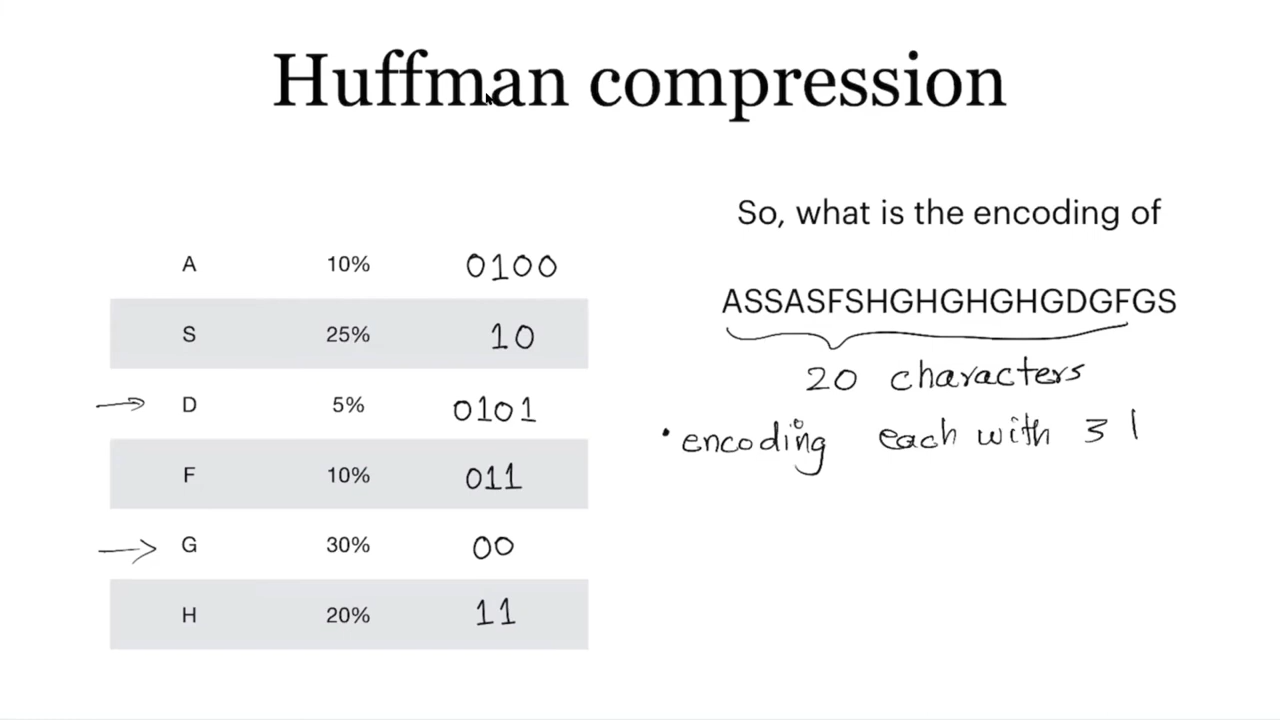 Huffman compression
So, what is the encoding of
A 10% 0100
S 25% 10
D 5% 0101
F 10% 011
G 30% 00
H 20% 11
ASSASFSHGHGHGHGDGFGS
20 characters
• encoding each with 3